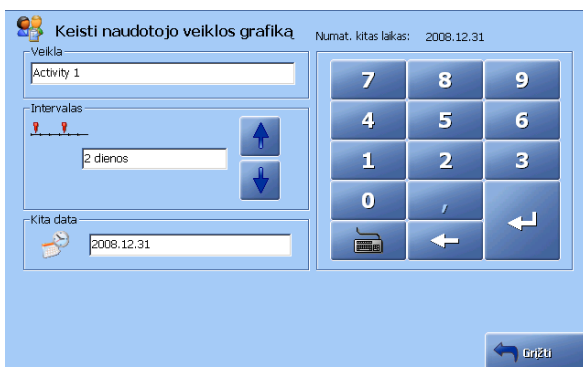 Keisti naudotojo veiklos grafiką
Numat. kitas laikas: 2008.12.31
Veikla
Activity 1
Intervalas
2 dienos
Kita data
2008.12.31
7 8 9
4 5 6
1 2 3
0 ,
Grįžti